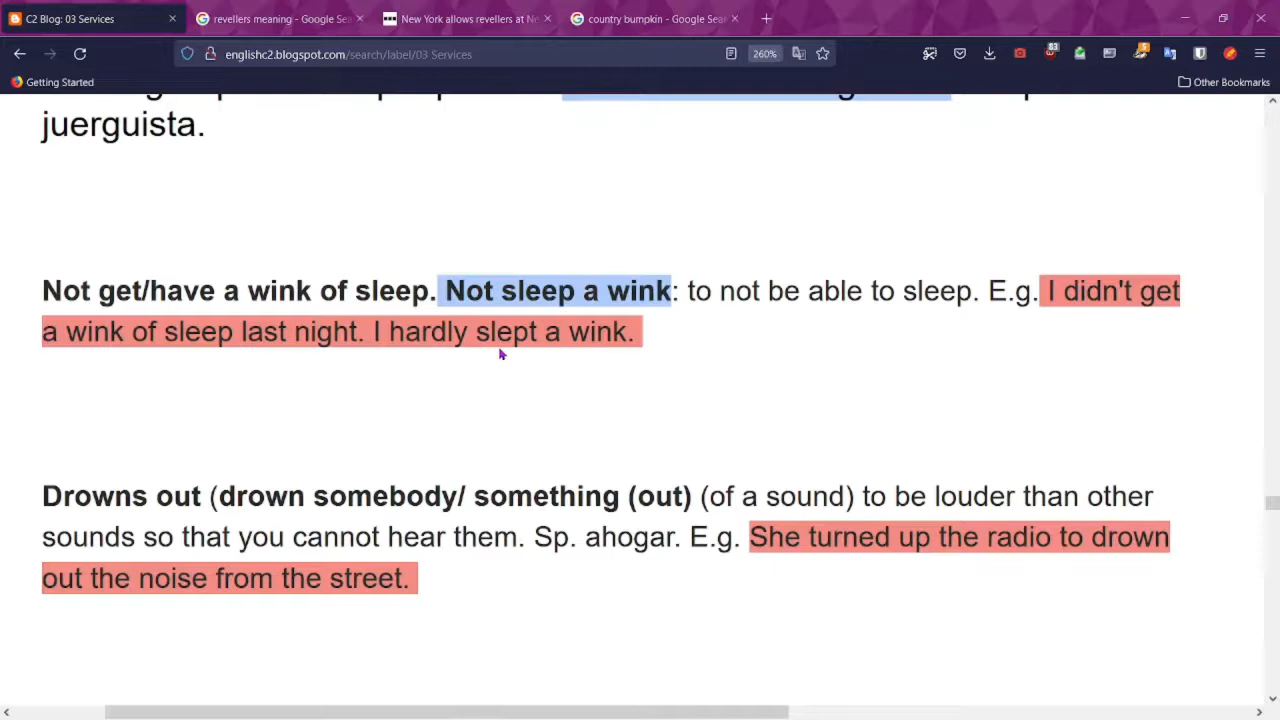 C2 Blog: 03 Services
revellers meaning - Google Sea
New York allows revellers at Ne
country bumpkin - Google Sear
englishc2.blogspot.com/search/label/03 Services
260%
83
5
Getting Started
Other Bookmarks
juerguista.
Not get/have a wink of sleep. Not sleep a wink: to not be able to sleep. E.g. I didn't get
a wink of sleep last night. I hardly slept a wink.
Drowns out (drown somebody/ something (out) (of a sound) to be louder than other
sounds so that you cannot hear them. Sp. ahogar. E.g. She turned up the radio to drown
out the noise from the street.